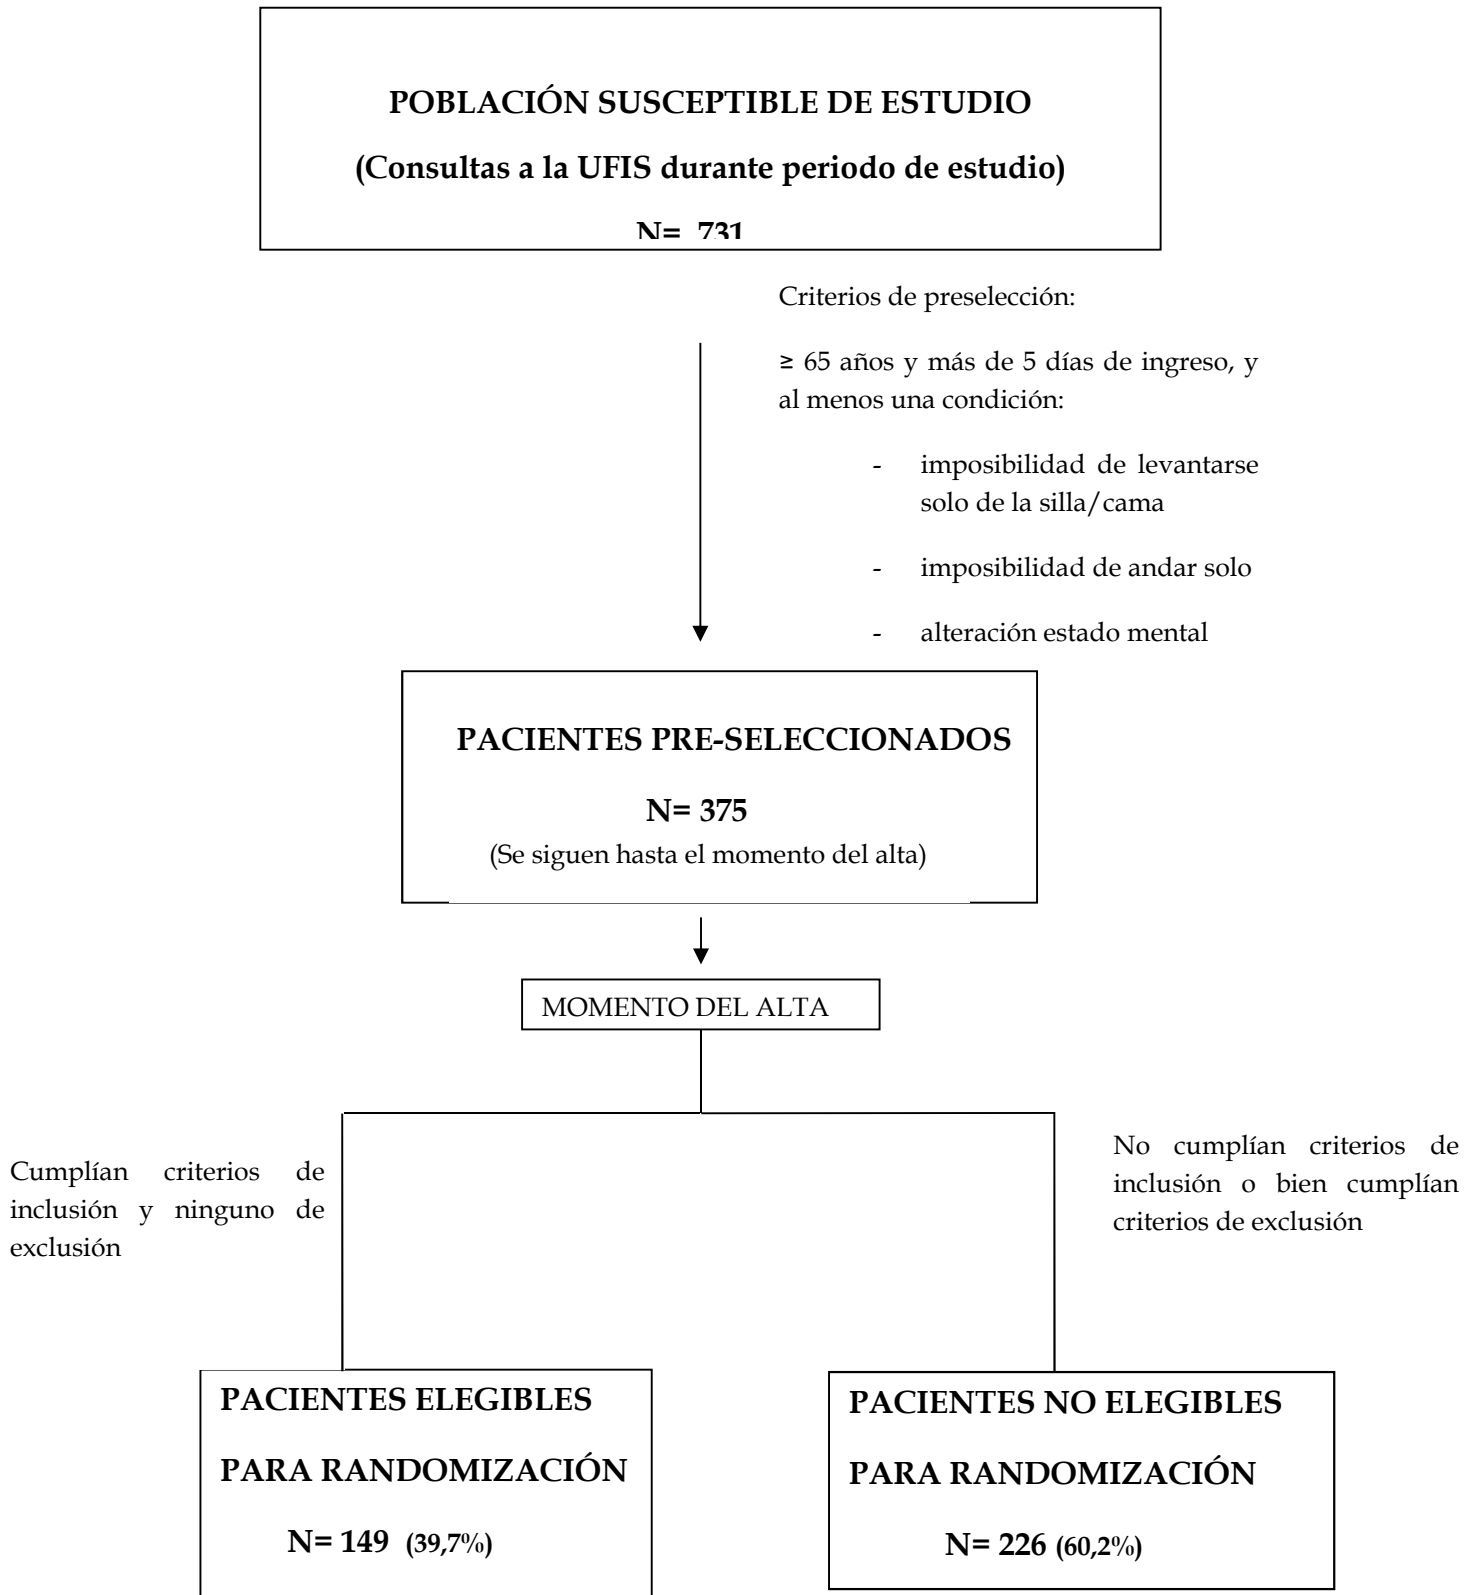 POBLACIÓN SUSCEPTIBLE DE ESTUDIO
(Consultas a la UFIS durante periodo de estudio)
N= 731
Criterios de preselección:
≥ 65 años y más de 5 días de ingreso, y
al menos una condición:
- imposibilidad de levantarse
solo de la silla/cama
- imposibilidad de andar solo
- alteración estado mental
PACIENTES PRE-SELECCIONADOS
N= 375
(Se siguen hasta el momento del alta)
MOMENTO DEL ALTA
Cumplían criterios de
inclusión y ninguno de
exclusión
No cumplían criterios de
inclusión o bien cumplían
criterios de exclusión
PACIENTES ELEGIBLES
PARA RANDOMIZACIÓN
N= 149 (39,7%)
PACIENTES NO ELEGIBLES
PARA RANDOMIZACIÓN
N= 226 (60,2%)